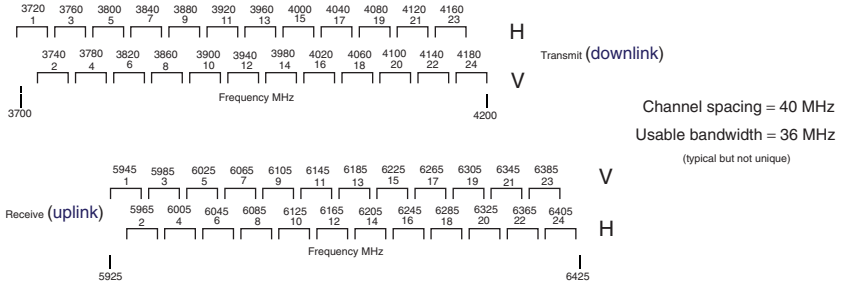 3720 3760 3800 3840 3880 3920 3960 4000 4040 4080 4120 4160
1 3 5 7 9 11 13 15 17 19 21 23
H
Transmit (downlink)
3740 3780 3820 3860 3900 3940 3980 4020 4060 4100 4140 4180
2 4 6 8 10 12 14 16 18 20 22 24
V
Frequency MHz
3700 4200
Channel spacing = 40 MHz
Usable bandwidth = 36 MHz
(typical but not unique)
5945 5985 6025 6065 6105 6145 6185 6225 6265 6305 6345 6385
1 3 5 7 9 11 13 15 17 19 21 23
V
Receive (uplink)
5965 6005 6045 6085 6125 6165 6205 6245 6285 6325 6365 6405
2 4 6 8 10 12 14 16 18 20 22 24
H
Frequency MHz
5925 6425